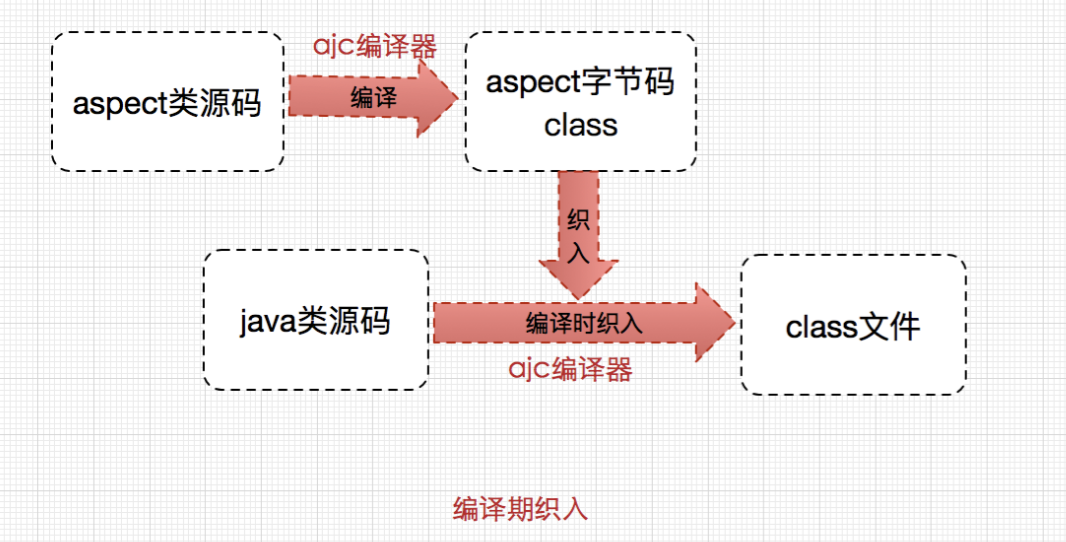 ajc编译器
aspect类源码
编译
aspect字节码
class
织
入
java类源码
编译时织入
class文件
ajc编译器
编译期织入